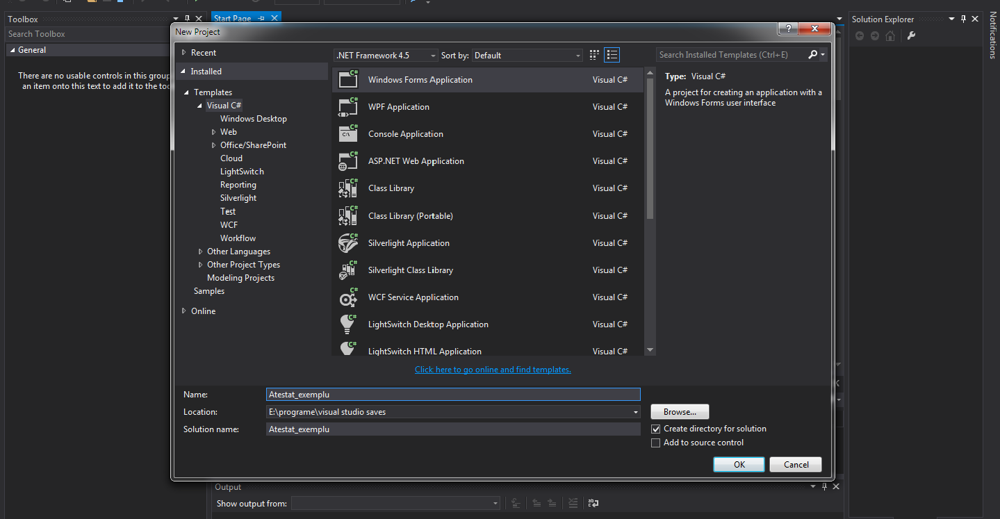 Toolbox
Start Page
Solution Explorer
Notifications
Search Toolbox
General
There are no usable controls in this group
an item onto this text to add it to the too
New Project
?
Recent
.NET Framework 4.5
Sort by:
Default
Search Installed Templates (Ctrl+E)
Installed
Templates
Visual C#
Windows Desktop
Web
Office/SharePoint
Cloud
LightSwitch
Reporting
Silverlight
Test
WCF
Workflow
Other Languages
Other Project Types
Modeling Projects
Samples
Online
C# Windows Forms Application Visual C#
C# WPF Application Visual C#
C# C:\ Console Application Visual C#
C# ASP.NET Web Application Visual C#
C# Class Library Visual C#
C# Class Library (Portable) Visual C#
C# Silverlight Application Visual C#
C# Silverlight Class Library Visual C#
C# WCF Service Application Visual C#
C# LightSwitch Desktop Application Visual C#
C# LightSwitch HTML Application Visual C#
Type: Visual C#
A project for creating an application with a
Windows Forms user interface
Click here to go online and find templates.
Name: Atestat_exemplu
Location: E:\programe\visual studio saves
Browse...
Solution name: Atestat_exemplu
Create directory for solution
Add to source control
OK
Cancel
Output
Show output from: